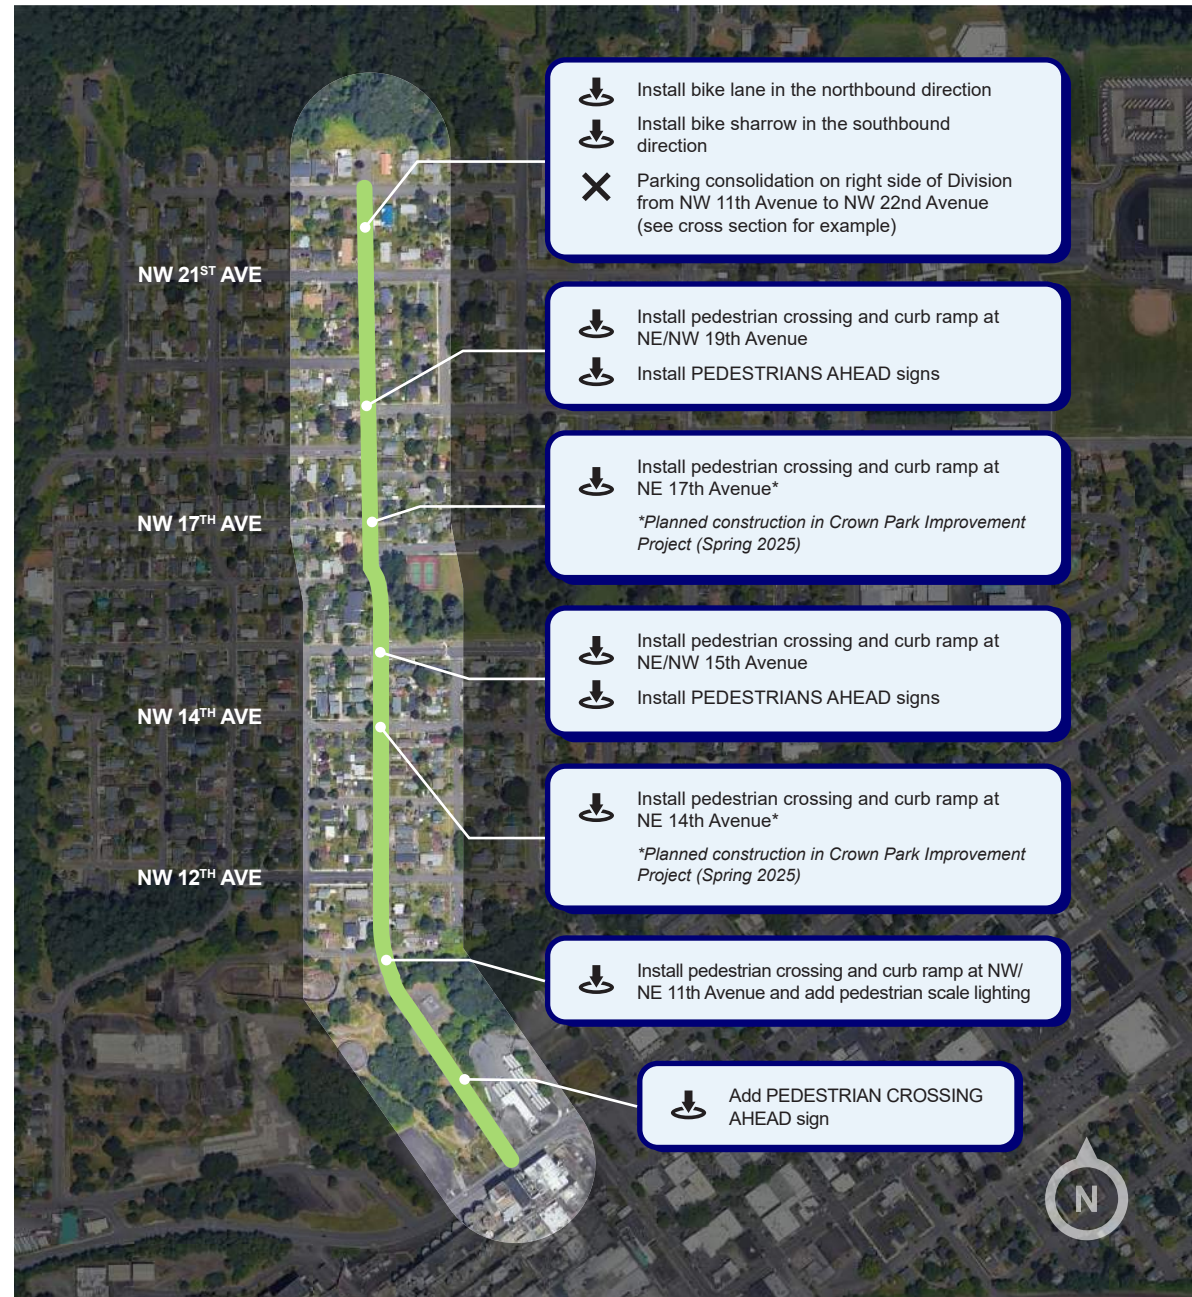 Install bike lane in the northbound direction
Install bike sharrow in the southbound
direction
Parking consolidation on right side of Division
from NW 11th Avenue to NW 22nd Avenue
(see cross section for example)
NW 21ST AVE
Install pedestrian crossing and curb ramp at
NE/NW 19th Avenue
Install PEDESTRIANS AHEAD signs
Install pedestrian crossing and curb ramp at
NE 17th Avenue*
*Planned construction in Crown Park Improvement
Project (Spring 2025)
NW 17TH AVE
Install pedestrian crossing and curb ramp at
NE/NW 15th Avenue
Install PEDESTRIANS AHEAD signs
NW 14TH AVE
Install pedestrian crossing and curb ramp at
NE 14th Avenue*
*Planned construction in Crown Park Improvement
Project (Spring 2025)
NW 12TH AVE
Install pedestrian crossing and curb ramp at NW/
NE 11th Avenue and add pedestrian scale lighting
Add PEDESTRIAN CROSSING
AHEAD sign
N